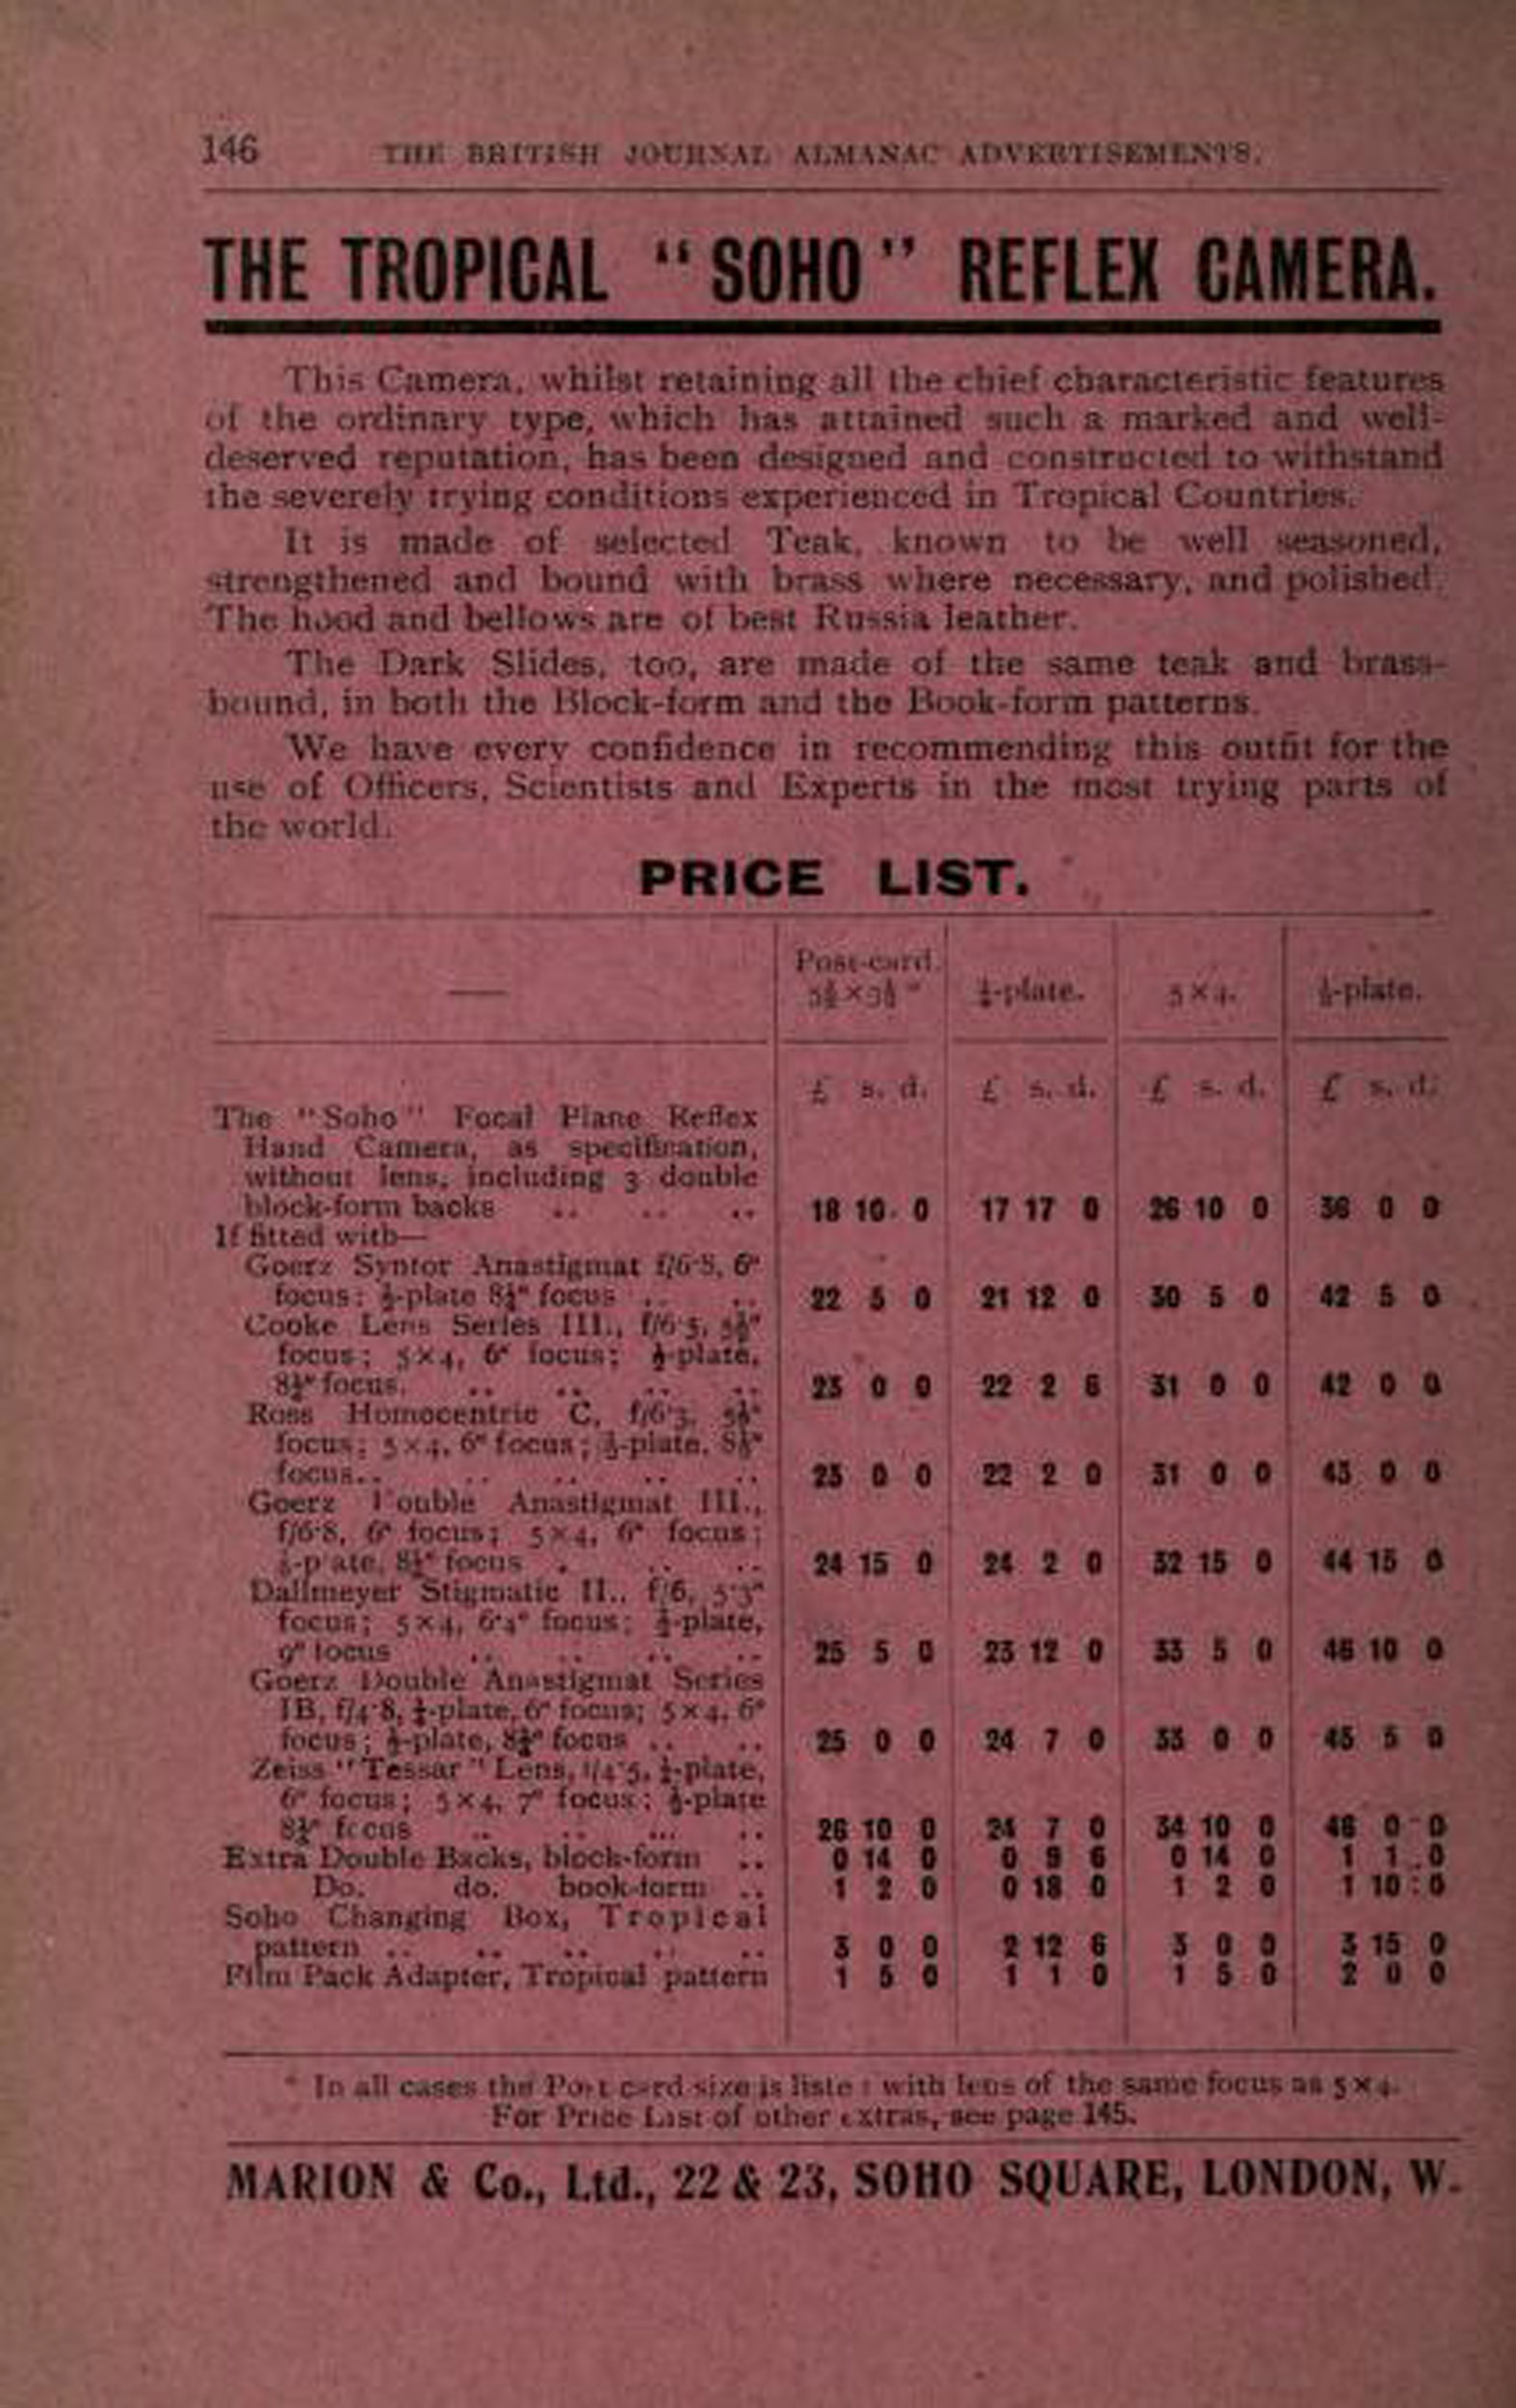 146 THE BRITISH JOURNAL ALMANAC ADVERTISEMENTS.
THE TROPICAL "SOHO" REFLEX CAMERA.
This Camera, whilst retaining all the chief characteristic features
of the ordinary type, which has attained such a marked and well-
deserved reputation, has been designed and constructed to withstand
the severely trying conditions experienced in Tropical Countries.
It is made of selected Teak, known to be well seasoned,
strengthened and bound with brass where necessary, and polished.
The hood and bellows are of best Russia leather.
The Dark Slides, too, are made of the same teak and brass-
bound, in both the Block-form and the Book-form patterns.
We have every confidence in recommending this outfit for the
use of Officers, Scientists and Experts in the most trying parts of
the world.
PRICE LIST.
— Post-card. ¼-plate. 5×4. ½-plate.
£ s. d. £ s. d. £ s. d. £ s. d.
The "Soho" Focal Plane Reflex
Hand Camera, as specification,
without lens, including 3 double
block-form backs .. .. .. 18 10 0 17 17 0 26 10 0 36 0 0
If fitted with—
Goerz Syntor Anastigmat f/6·8, 6"
focus; ½-plate 8¼" focus .. .. 22 5 0 21 12 0 30 5 0 42 5 0
Cooke Lens Series III., f/6·5,
focus; 5×4, 6" focus; ½-plate,
focus. .. .. .. .. 23 0 0 22 2 6 31 0 0 42 0 0
Ross Homocentric C, f/6·3,
focus; 5×4, 6" focus; ½-plate,
focus.. .. .. .. .. 23 0 0 22 2 0 31 0 0 43 0 0
Goerz Double Anastigmat III.,
f/6·8, 6" focus; 5×4, 6" focus;
½-plate, 8¼" focus . .. .. 24 15 0 24 2 0 32 15 0 44 15 0
Dallmeyer Stigmatic II., f/6, 5·3"
focus; 5×4, 6·4" focus; ½-plate,
9" focus .. .. .. .. 25 5 0 23 12 0 33 5 0 46 10 0
Goerz Double Anastigmat Series
IB, f/4·8, ¼-plate, 6" focus; 5×4, 6"
focus; ½-plate, focus .. .. 25 0 0 24 7 0 33 0 0 45 5 0
Zeiss "Tessar" Lens, f/4·5, ¼-plate,
6" focus; 5×4, 7" focus; ½-plate
focus .. .. ... .. 26 10 0 24 7 0 34 10 0 46 0 0
Extra Double Backs, block-form .. 0 14 0 0 9 6 0 14 0 1 1 0
Do. do. book-form .. 1 2 0 0 18 0 1 2 0 1 10 0
Soho Changing Box, Tropical
pattern .. .. .. .. .. 3 0 0 2 12 6 3 0 0 3 15 0
Film Pack Adapter, Tropical pattern 1 5 0 1 1 0 1 5 0 2 0 0
* In all cases the Post card size is listed with lens of the same focus as 5×4.
For Price List of other extras, see page 145.
MARION & Co., Ltd., 22 & 23, SOHO SQUARE, LONDON, W.